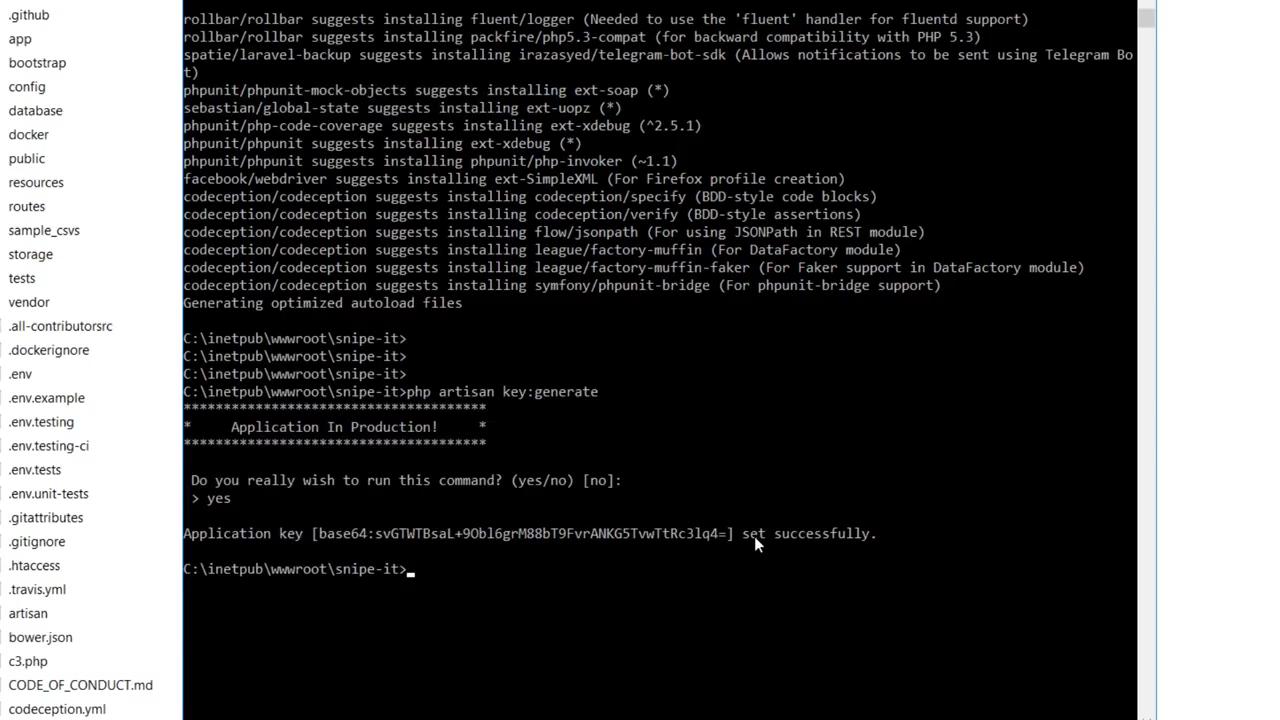 .github
app
bootstrap
config
database
docker
public
resources
routes
sample_csvs
storage
tests
vendor
.all-contributorsrc
.dockerignore
.env
.env.example
.env.testing
.env.testing-ci
.env.tests
.env.unit-tests
.gitattributes
.gitignore
.htaccess
.travis.yml
artisan
bower.json
c3.php
CODE_OF_CONDUCT.md
codeception.yml
rollbar/rollbar suggests installing fluent/logger (Needed to use the 'fluent' handler for fluentd support)
rollbar/rollbar suggests installing packfire/php5.3-compat (for backward compatibility with PHP 5.3)
spatie/laravel-backup suggests installing irazasyed/telegram-bot-sdk (Allows notifications to be sent using Telegram Bo
t)
phpunit/phpunit-mock-objects suggests installing ext-soap (*)
sebastian/global-state suggests installing ext-uopz (*)
phpunit/php-code-coverage suggests installing ext-xdebug (^2.5.1)
phpunit/phpunit suggests installing ext-xdebug (*)
phpunit/phpunit suggests installing phpunit/php-invoker (~1.1)
facebook/webdriver suggests installing ext-SimpleXML (For Firefox profile creation)
codeception/codeception suggests installing codeception/specify (BDD-style code blocks)
codeception/codeception suggests installing codeception/verify (BDD-style assertions)
codeception/codeception suggests installing flow/jsonpath (For using JSONPath in REST module)
codeception/codeception suggests installing league/factory-muffin (For DataFactory module)
codeception/codeception suggests installing league/factory-muffin-faker (For Faker support in DataFactory module)
codeception/codeception suggests installing symfony/phpunit-bridge (For phpunit-bridge support)
Generating optimized autoload files
C:\inetpub\wwwroot\snipe-it>
C:\inetpub\wwwroot\snipe-it>
C:\inetpub\wwwroot\snipe-it>
C:\inetpub\wwwroot\snipe-it>php artisan key:generate
**************************************
*     Application In Production!     *
**************************************
Do you really wish to run this command? (yes/no) [no]:
> yes
Application key [base64:svGTWTBsaL+9Obl6grM88bT9FvrANKG5TvwTtRc3lq4=] set successfully.
C:\inetpub\wwwroot\snipe-it>